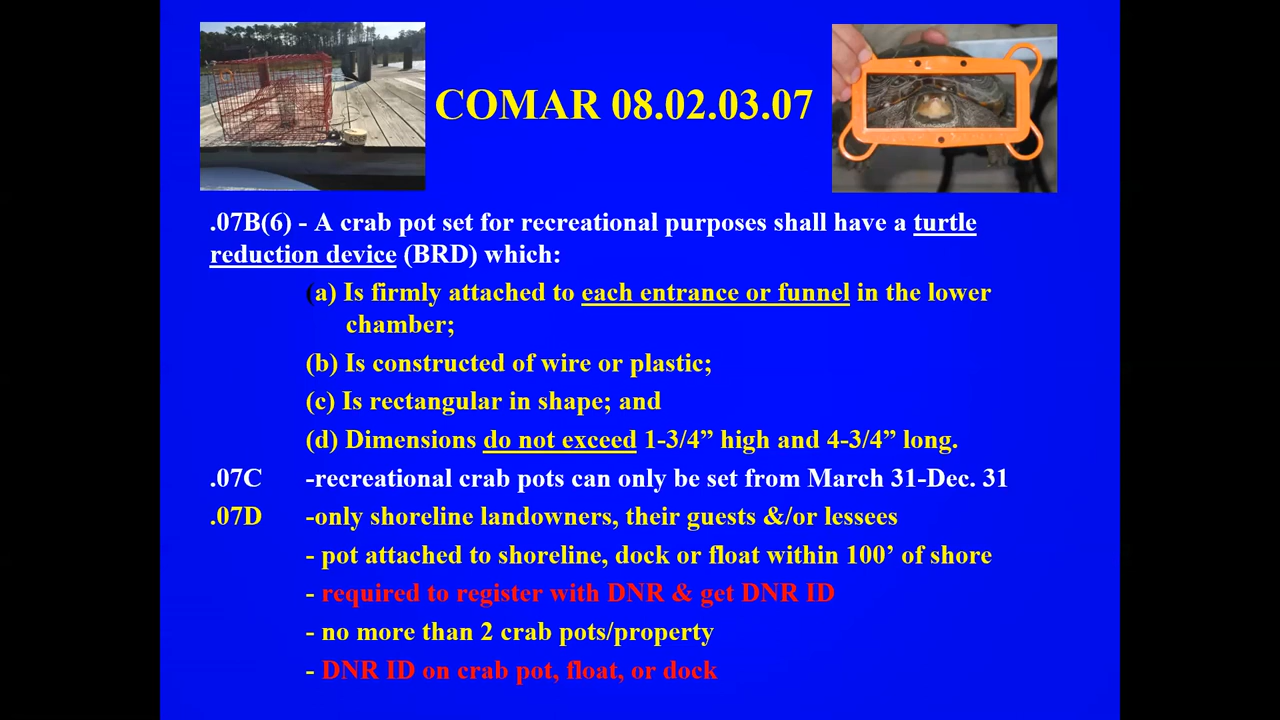 COMAR 08.02.03.07
.07B(6) - A crab pot set for recreational purposes shall have a turtle
reduction device (BRD) which:
(a) Is firmly attached to each entrance or funnel in the lower
chamber;
(b) Is constructed of wire or plastic;
(c) Is rectangular in shape; and
(d) Dimensions do not exceed 1-3/4” high and 4-3/4” long.
.07C -recreational crab pots can only be set from March 31-Dec. 31
.07D -only shoreline landowners, their guests &/or lessees
- pot attached to shoreline, dock or float within 100’ of shore
- required to register with DNR & get DNR ID
- no more than 2 crab pots/property
- DNR ID on crab pot, float, or dock